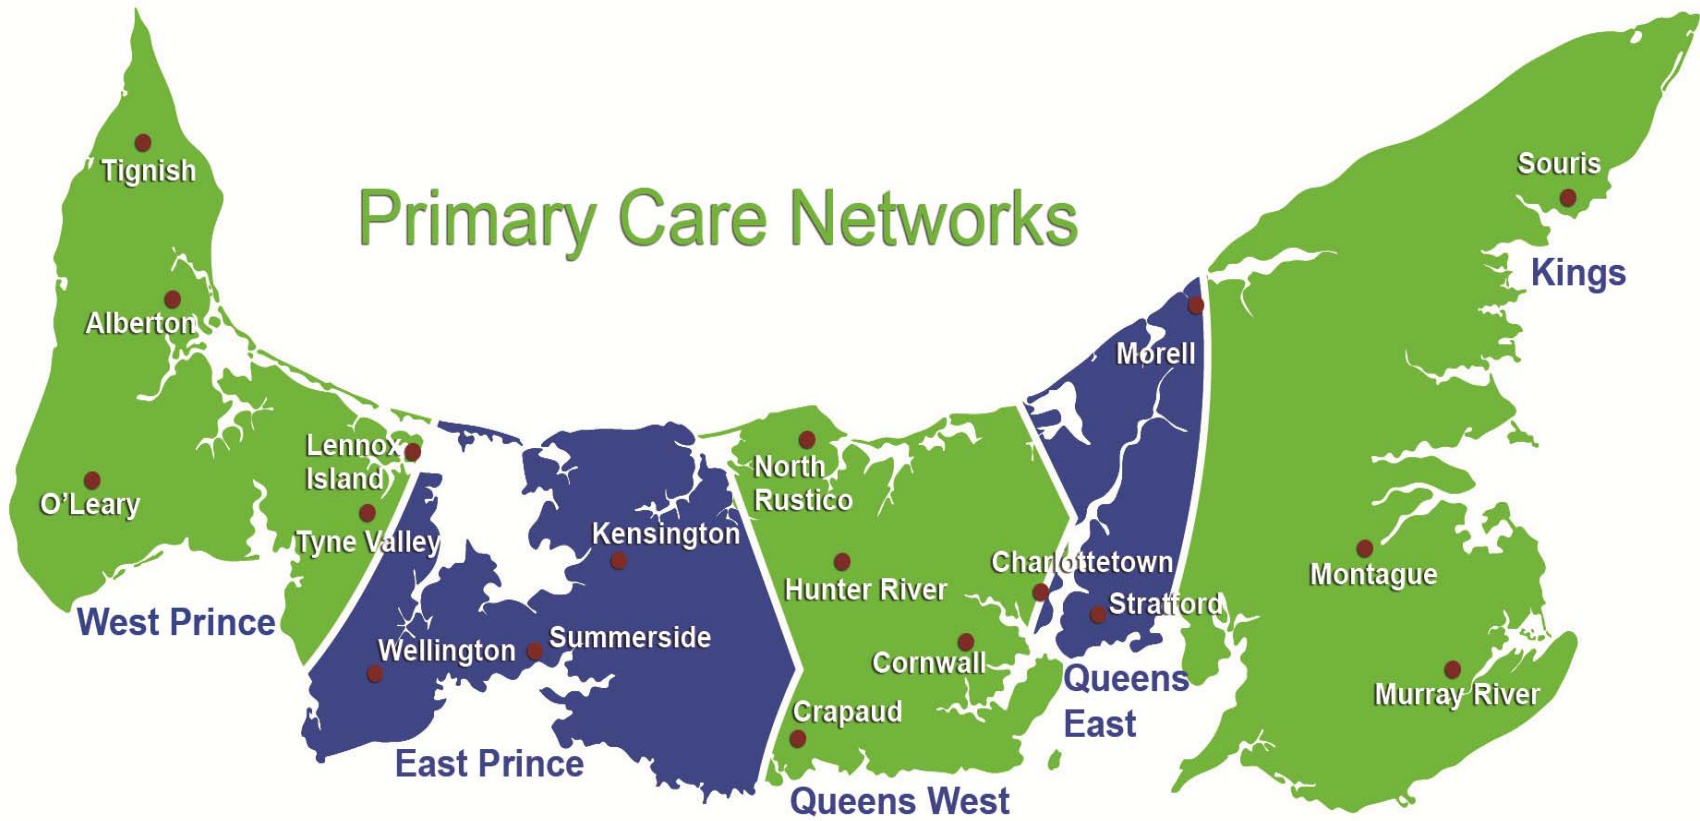 Primary Care Networks
Tignish
Alberton
O'Leary
Lennox
Island
Tyne Valley
West Prince
Kensington
Wellington
Summerside
East Prince
North
Rustico
Hunter River
Cornwall
Crapaud
Queens West
Morell
Charlottetown
Stratford
Queens
East
Souris
Kings
Montague
Murray River